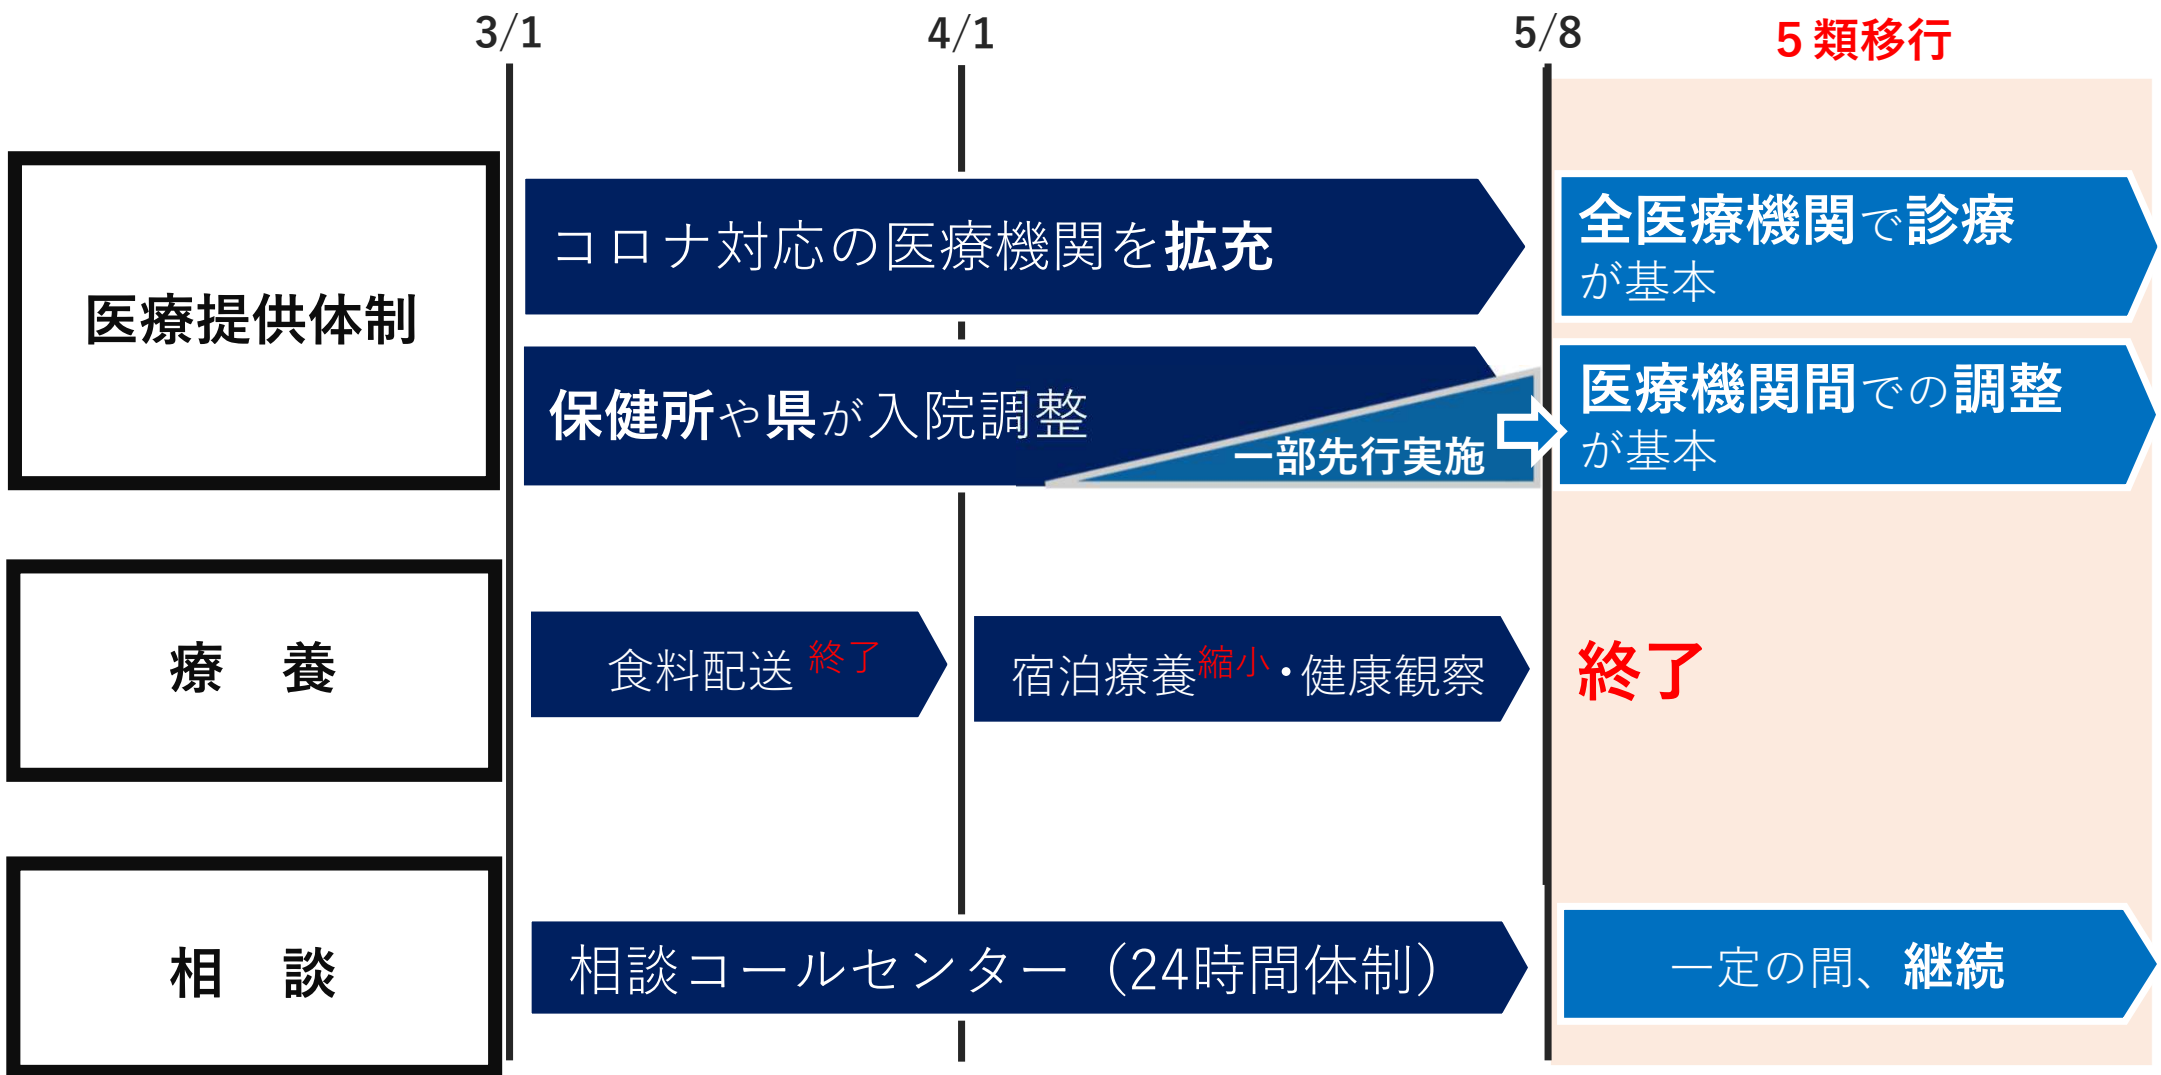 3/1
4/1
5/8
5類移行
医療提供体制
コロナ対応の医療機関を拡充
全医療機関で診療
が基本
保健所や県が入院調整
一部先行実施
医療機関間での調整
が基本
療　養
食料配送 終了
宿泊療養縮小・健康観察
終了
相　談
相談コールセンター（24時間体制）
一定の間、継続